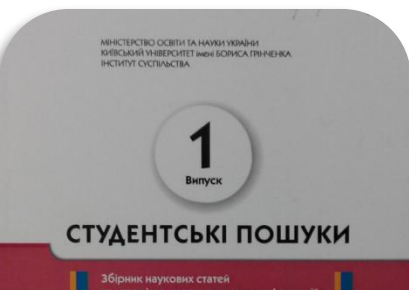 МІНІСТЕРСТВО ОСВІТИ ТА НАУКИ УКРАЇНИ
КИЇВСЬКИЙ УНІВЕРСИТЕТ імені БОРИСА ГРІНЧЕНКА
ІНСТИТУТ СУСПІЛЬСТВА
1
Випуск
СТУДЕНТСЬКІ ПОШУКИ
Збірник наукових статей